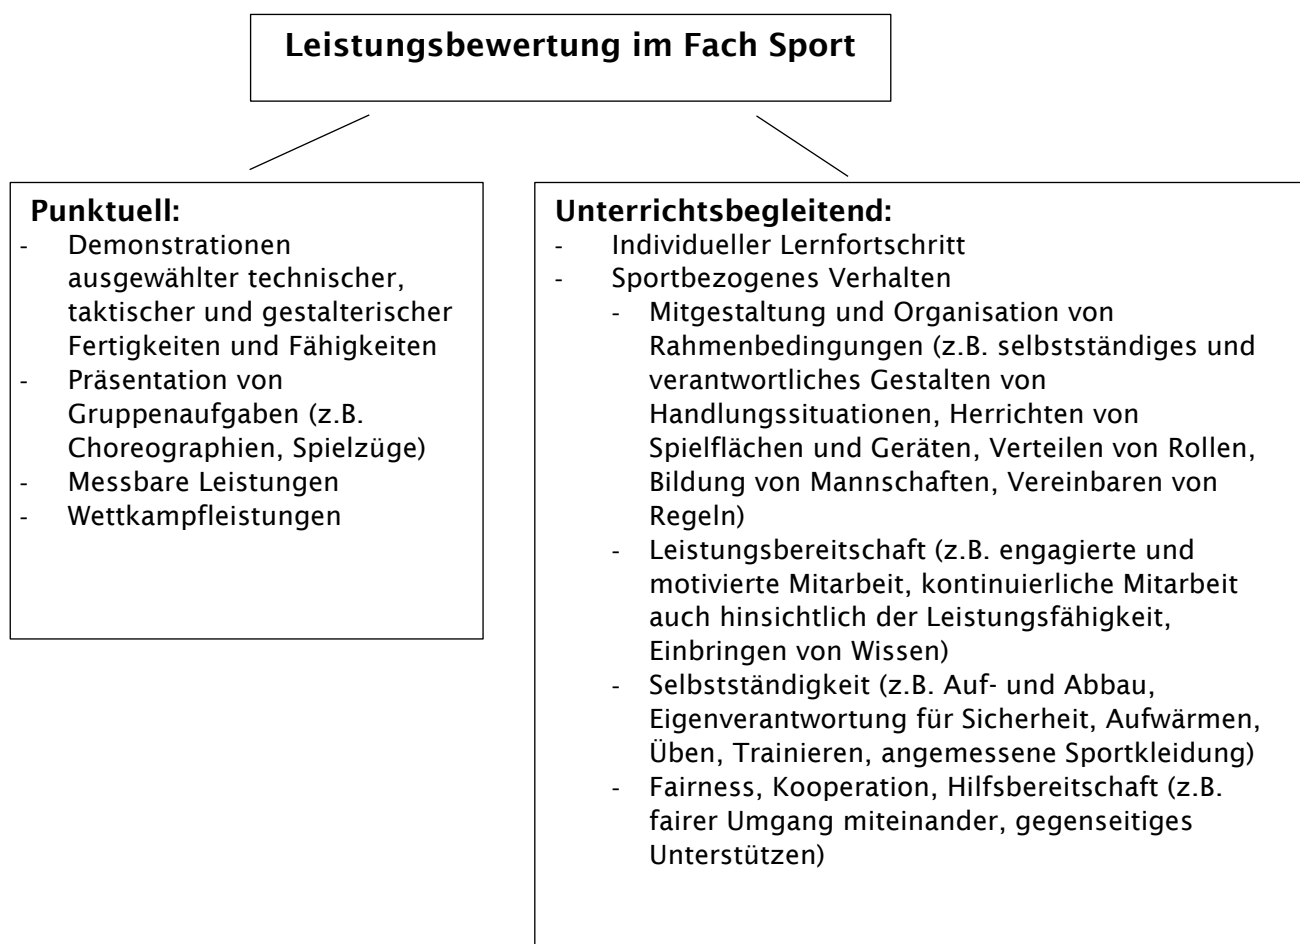 Leistungsbewertung im Fach Sport
Punktuell:
- Demonstrationen
ausgewählter technischer,
taktischer und gestalterischer
Fertigkeiten und Fähigkeiten
- Präsentation von
Gruppenaufgaben (z.B.
Choreographien, Spielzüge)
- Messbare Leistungen
- Wettkampfleistungen
Unterrichtsbegleitend:
- Individueller Lernfortschritt
- Sportbezogenes Verhalten
- Mitgestaltung und Organisation von
Rahmenbedingungen (z.B. selbstständiges und
verantwortliches Gestalten von
Handlungssituationen, Herrichten von
Spielflächen und Geräten, Verteilen von Rollen,
Bildung von Mannschaften, Vereinbaren von
Regeln)
- Leistungsbereitschaft (z.B. engagierte und
motivierte Mitarbeit, kontinuierliche Mitarbeit
auch hinsichtlich der Leistungsfähigkeit,
Einbringen von Wissen)
- Selbstständigkeit (z.B. Auf- und Abbau,
Eigenverantwortung für Sicherheit, Aufwärmen,
Üben, Trainieren, angemessene Sportkleidung)
- Fairness, Kooperation, Hilfsbereitschaft (z.B.
fairer Umgang miteinander, gegenseitiges
Unterstützen)